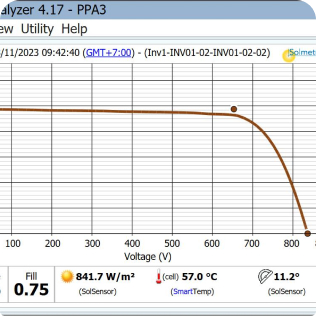 alyzer 4.17 - PPA3
ew Utility Help
/11/2023 09:42:40 (GMT+7:00) - (Inv1-INV01-02-INV01-02-02)
Solmet
100 200 300 400 500 600 700 800
Voltage (V)
Fill 841.7 W/m² (cell) 57.0 °C 11.2°
0.75 (SolSensor) (SmartTemp) (SolSensor)